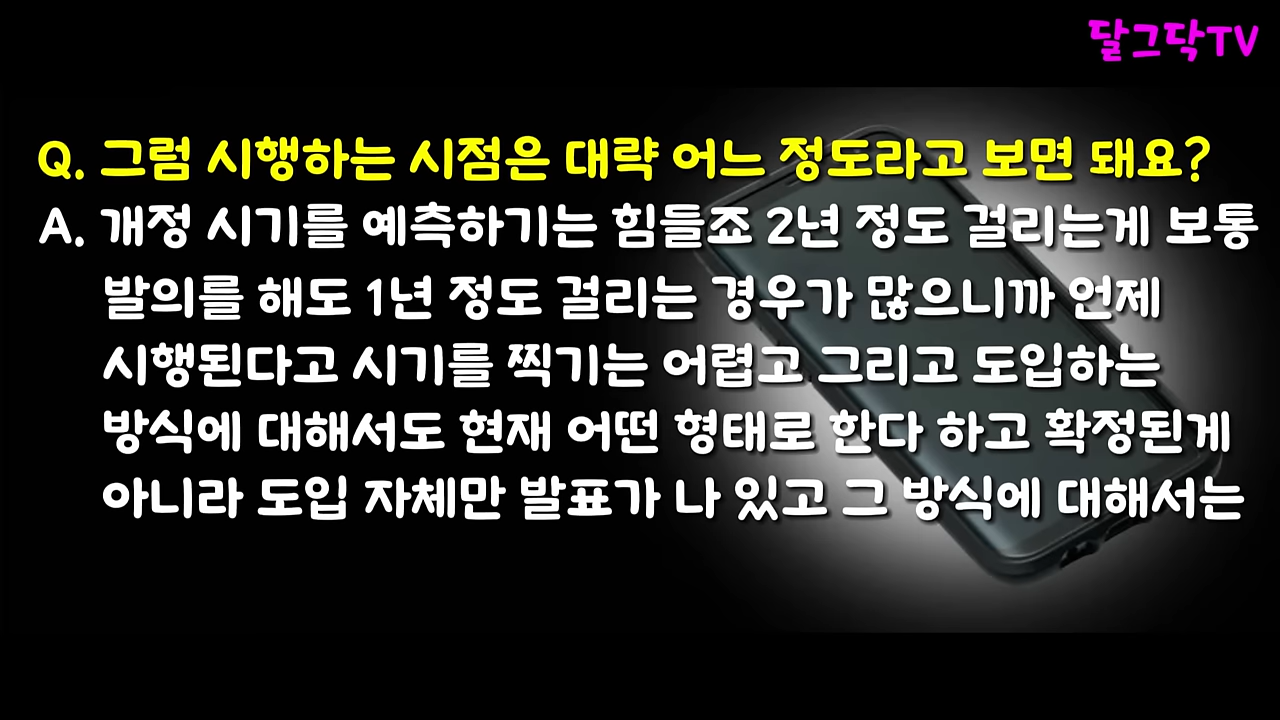 달그닥TV
Q. 그럼 시행하는 시점은 대략 어느 정도라고 보면 돼요?
A. 개정 시기를 예측하기는 힘들죠 2년 정도 걸리는게 보통
발의를 해도 1년 정도 걸리는 경우가 많으니까 언제
시행된다고 시기를 찍기는 어렵고 그리고 도입하는
방식에 대해서도 현재 어떤 형태로 한다 하고 확정된게
아니라 도입 자체만 발표가 나 있고 그 방식에 대해서는